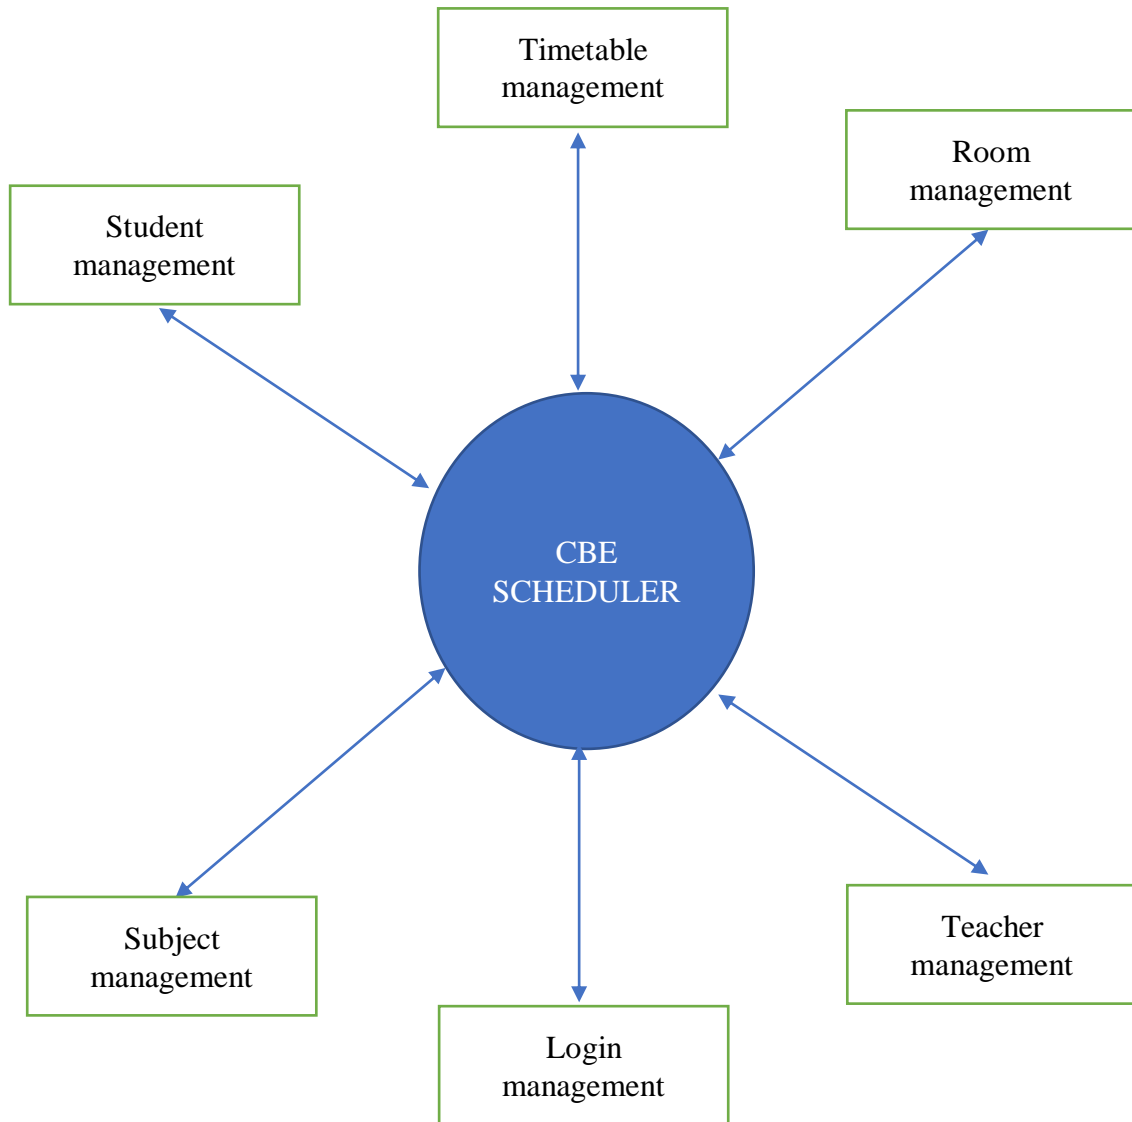 Timetable
management
Room
management
Student
management
CBE
SCHEDULER
Subject
management
Teacher
management
Login
management